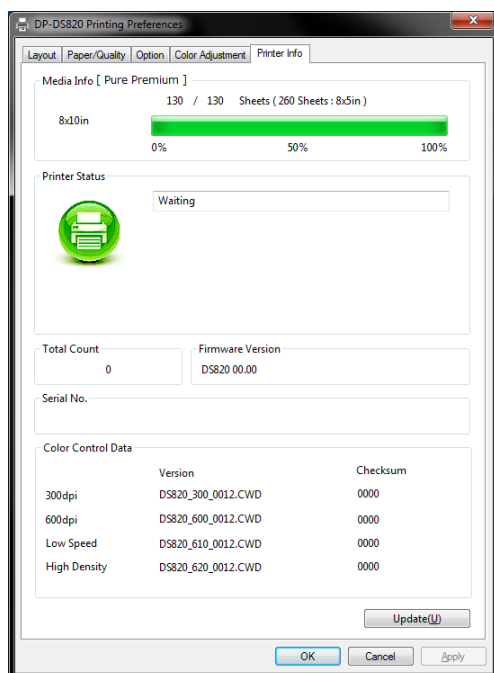 DP-DS820 Printing Preferences
Layout Paper/Quality Option Color Adjustment Printer Info
Media Info [ Pure Premium ]
130 / 130 Sheets ( 260 Sheets : 8x5in )
8x10in
0% 50% 100%
Printer Status
Waiting
Total Count Firmware Version
0 DS820 00.00
Serial No.
Color Control Data
Version Checksum
300dpi DS820_300_0012.CWD 0000
600dpi DS820_600_0012.CWD 0000
Low Speed DS820_610_0012.CWD 0000
High Density DS820_620_0012.CWD 0000
Update(U)
OK Cancel Apply